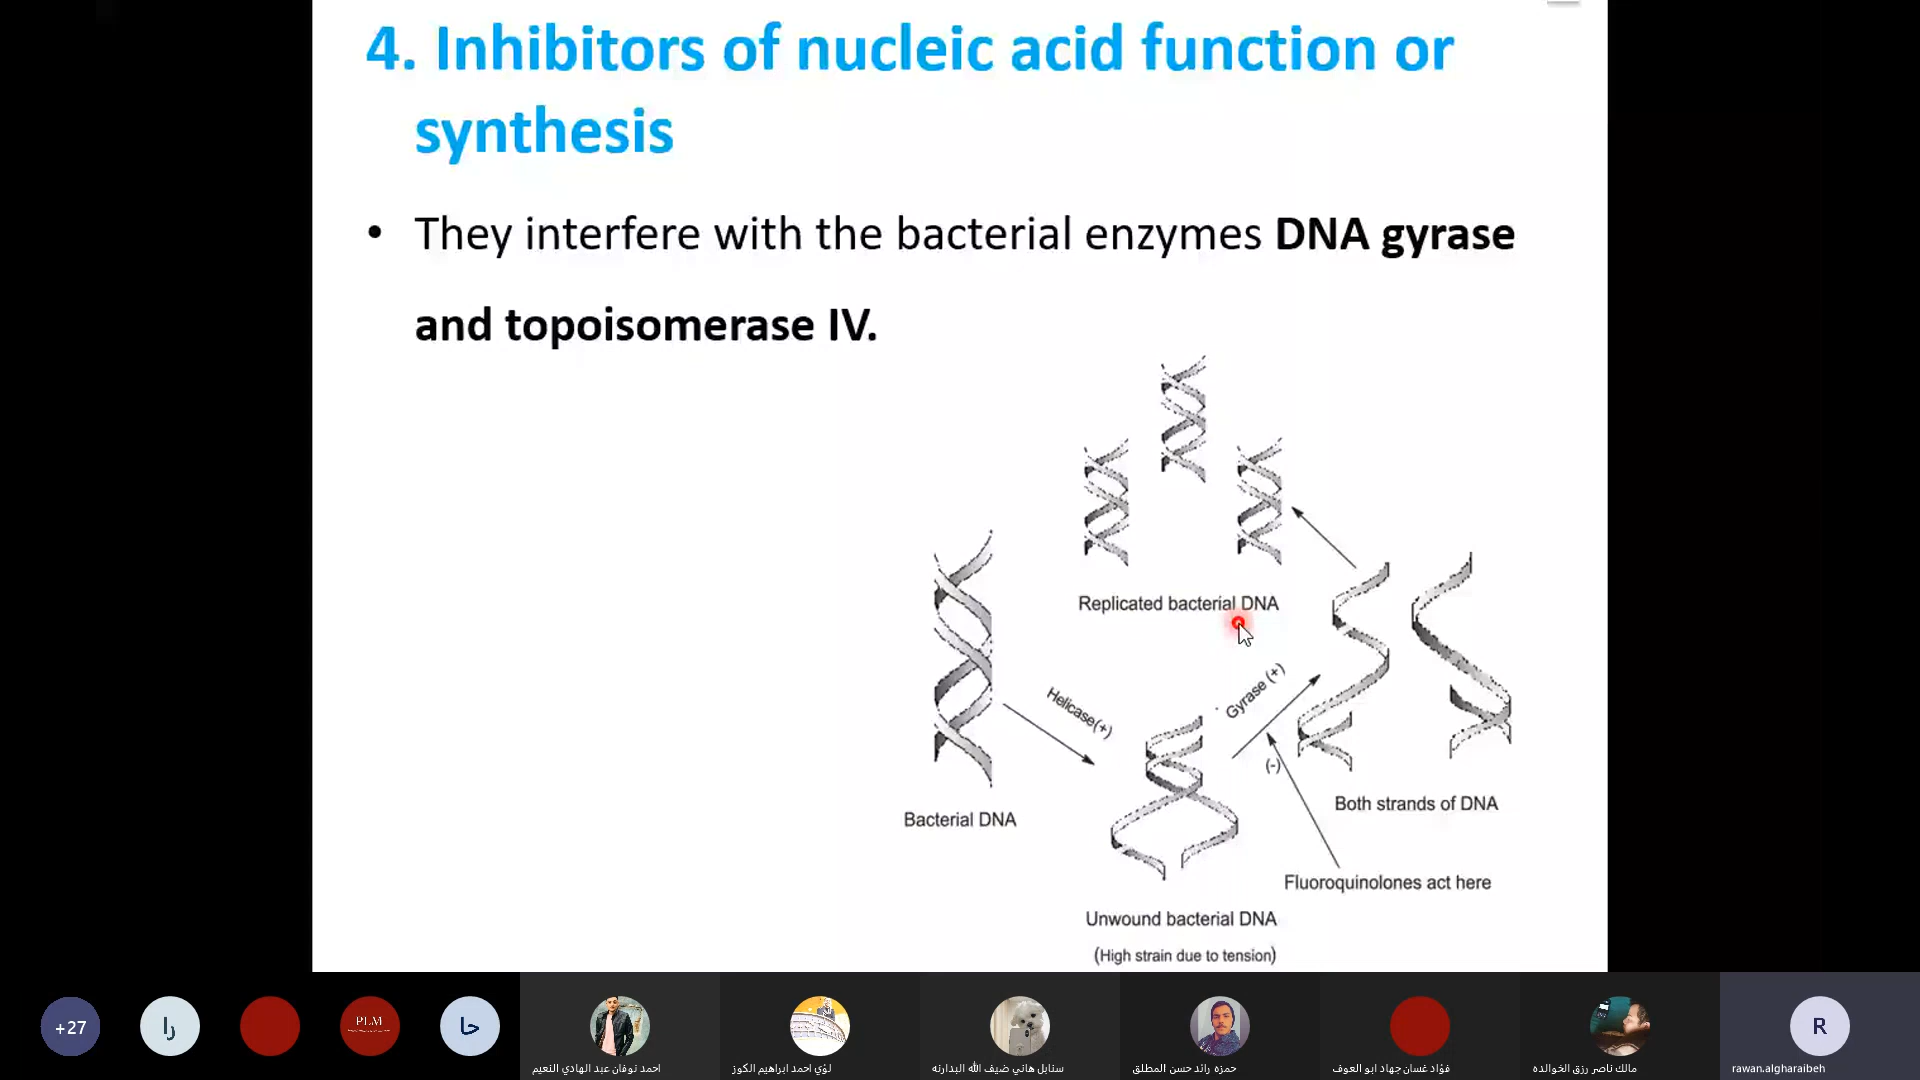 4. Inhibitors of nucleic acid function or
synthesis
• They interfere with the bacterial enzymes DNA gyrase
and topoisomerase IV.
Replicated bacterial DNA
Helicase(+)
Gyrase (+)
(-)
Bacterial DNA
Both strands of DNA
Fluoroquinolones act here
Unwound bacterial DNA
(High strain due to tension)
+27
را
PLM
حا
R
احمد نوفان عبد الهادي النعيم
لؤي احمد ابراهيم الكوز
سنابل هاني ضيف الله البدارنه
حمزه رائد حسن المطلق
فؤاد غسان جهاد ابو العوف
مالك ناصر رزق الخوالده
rawan.algharaibeh